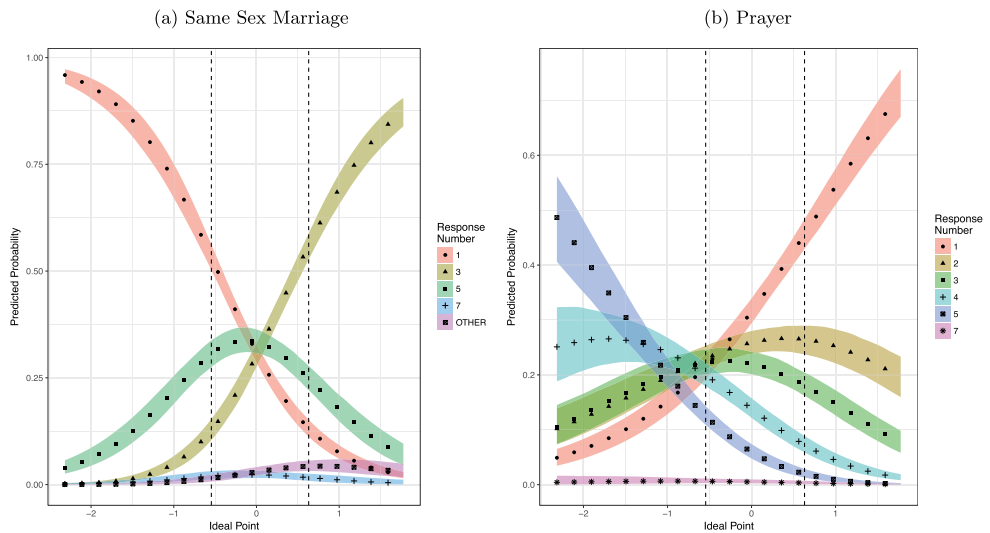 (a) Same Sex Marriage
(b) Prayer
1.00
0.75
0.50
0.25
0.00
Predicted Probability
−2
−1
0
1
Ideal Point
Response
Number
1
3
5
7
OTHER
0.6
0.4
0.2
0.0
Predicted Probability
−2
−1
0
1
Ideal Point
Response
Number
1
2
3
4
5
7